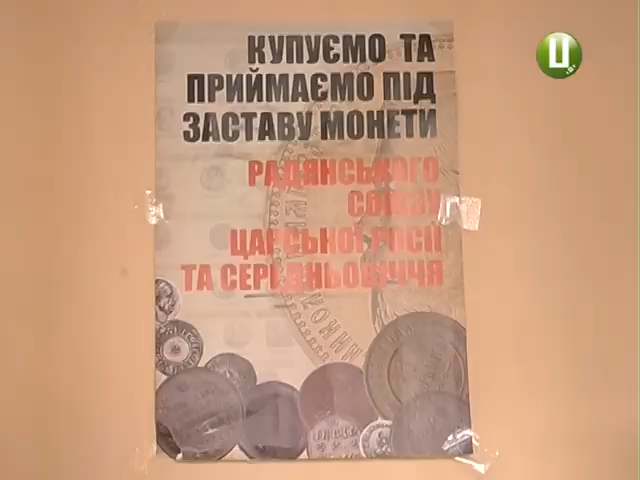 КУПУЄМО ТА
ПРИЙМАЄМО ПІД
ЗАСТАВУ МОНЕТИ
РАДЯНСЬКОГО
СОЮЗУ
ЦАРСЬКОЇ РОСІЇ
ТА СЕРЕДНЬОВІЧЧЯ
Ц